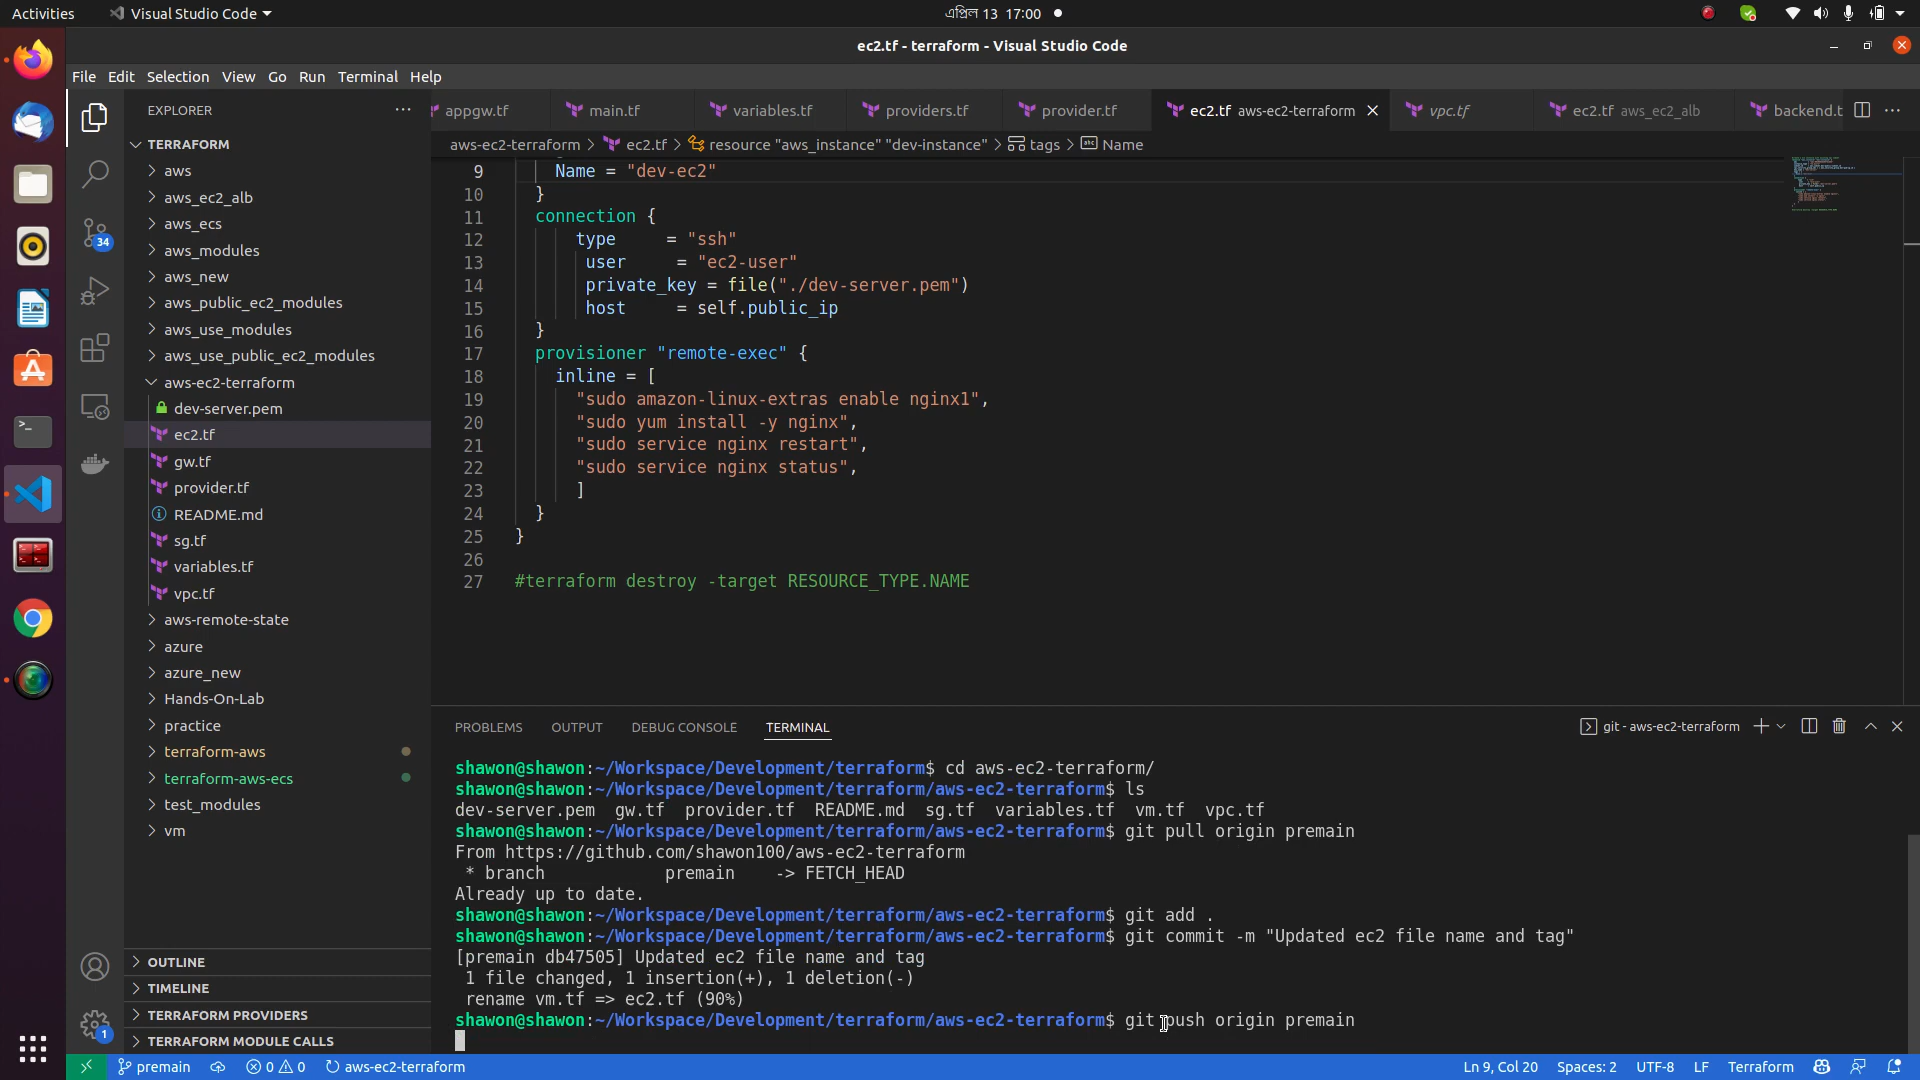 Activities
Visual Studio Code
এপ্রিল 13 17:00
ec2.tf - terraform - Visual Studio Code
File Edit Selection View Go Run Terminal Help
EXPLORER
TERRAFORM
aws
aws_ec2_alb
aws_ecs
aws_modules
aws_new
aws_public_ec2_modules
aws_use_modules
aws_use_public_ec2_modules
aws-ec2-terraform
dev-server.pem
ec2.tf
gw.tf
provider.tf
README.md
sg.tf
variables.tf
vpc.tf
aws-remote-state
azure
azure_new
Hands-On-Lab
practice
terraform-aws
terraform-aws-ecs
test_modules
vm
OUTLINE
TIMELINE
TERRAFORM PROVIDERS
TERRAFORM MODULE CALLS
34
1
appgw.tf main.tf variables.tf providers.tf provider.tf ec2.tf aws-ec2-terraform vpc.tf ec2.tf aws_ec2_alb backend.t
aws-ec2-terraform > ec2.tf > resource "aws_instance" "dev-instance" > tags > Name
9 Name = "dev-ec2"
10 }
11 connection {
12 type = "ssh"
13 user = "ec2-user"
14 private_key = file("./dev-server.pem")
15 host = self.public_ip
16 }
17 provisioner "remote-exec" {
18 inline = [
19 "sudo amazon-linux-extras enable nginx1",
20 "sudo yum install -y nginx",
21 "sudo service nginx restart",
22 "sudo service nginx status",
23 ]
24 }
25 }
26
27 #terraform destroy -target RESOURCE_TYPE.NAME
PROBLEMS OUTPUT DEBUG CONSOLE TERMINAL
git - aws-ec2-terraform
shawon@shawon:~/Workspace/Development/terraform$ cd aws-ec2-terraform/
shawon@shawon:~/Workspace/Development/terraform/aws-ec2-terraform$ ls
dev-server.pem gw.tf provider.tf README.md sg.tf variables.tf vm.tf vpc.tf
shawon@shawon:~/Workspace/Development/terraform/aws-ec2-terraform$ git pull origin premain
From https://github.com/shawon100/aws-ec2-terraform
* branch premain -> FETCH_HEAD
Already up to date.
shawon@shawon:~/Workspace/Development/terraform/aws-ec2-terraform$ git add .
shawon@shawon:~/Workspace/Development/terraform/aws-ec2-terraform$ git commit -m "Updated ec2 file name and tag"
[premain db47505] Updated ec2 file name and tag
1 file changed, 1 insertion(+), 1 deletion(-)
rename vm.tf => ec2.tf (90%)
shawon@shawon:~/Workspace/Development/terraform/aws-ec2-terraform$ git push origin premain
premain
0 0
aws-ec2-terraform
Ln 9, Col 20 Spaces: 2 UTF-8 LF Terraform